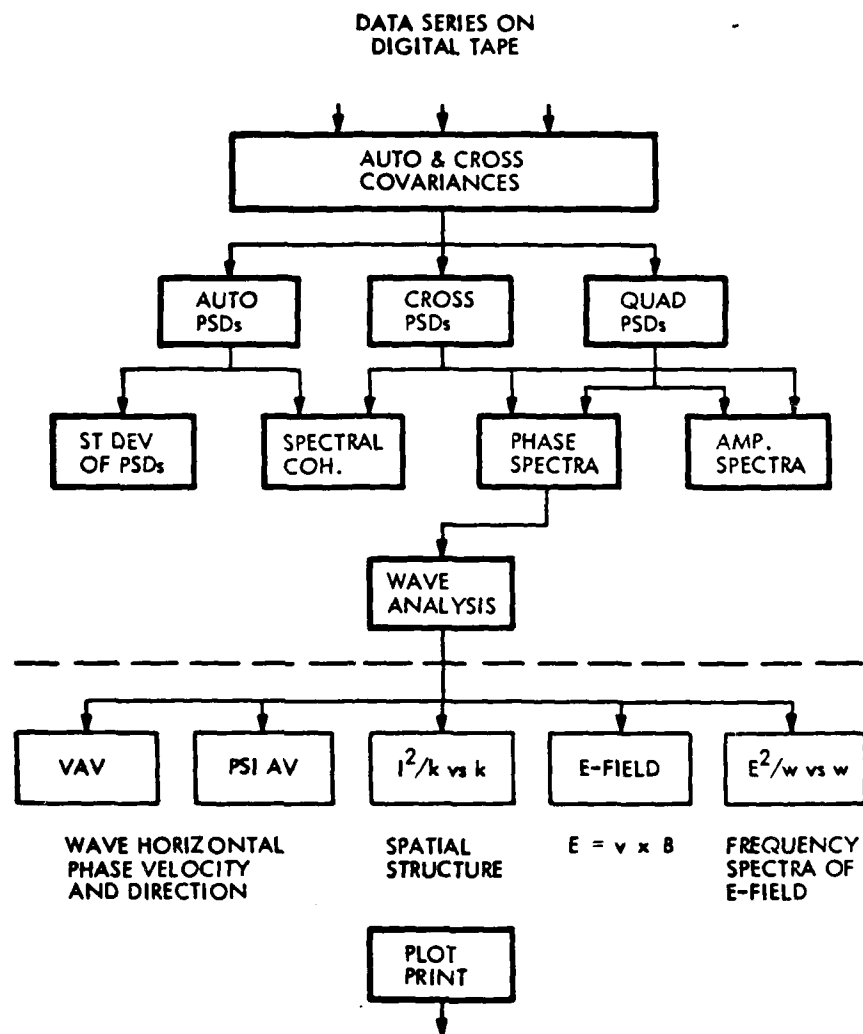 DATA SERIES ON
DIGITAL TAPE
AUTO & CROSS
COVARIANCES
AUTO
PSDs
CROSS
PSDs
QUAD
PSDs
ST DEV
OF PSDs
SPECTRAL
COH.
PHASE
SPECTRA
AMP.
SPECTRA
WAVE
ANALYSIS
VAV
PSI AV
I²/k vs k
E-FIELD
E²/w vs w
WAVE HORIZONTAL
PHASE VELOCITY
AND DIRECTION
SPATIAL
STRUCTURE
E = v x B
FREQUENCY
SPECTRA OF
E-FIELD
PLOT
PRINT